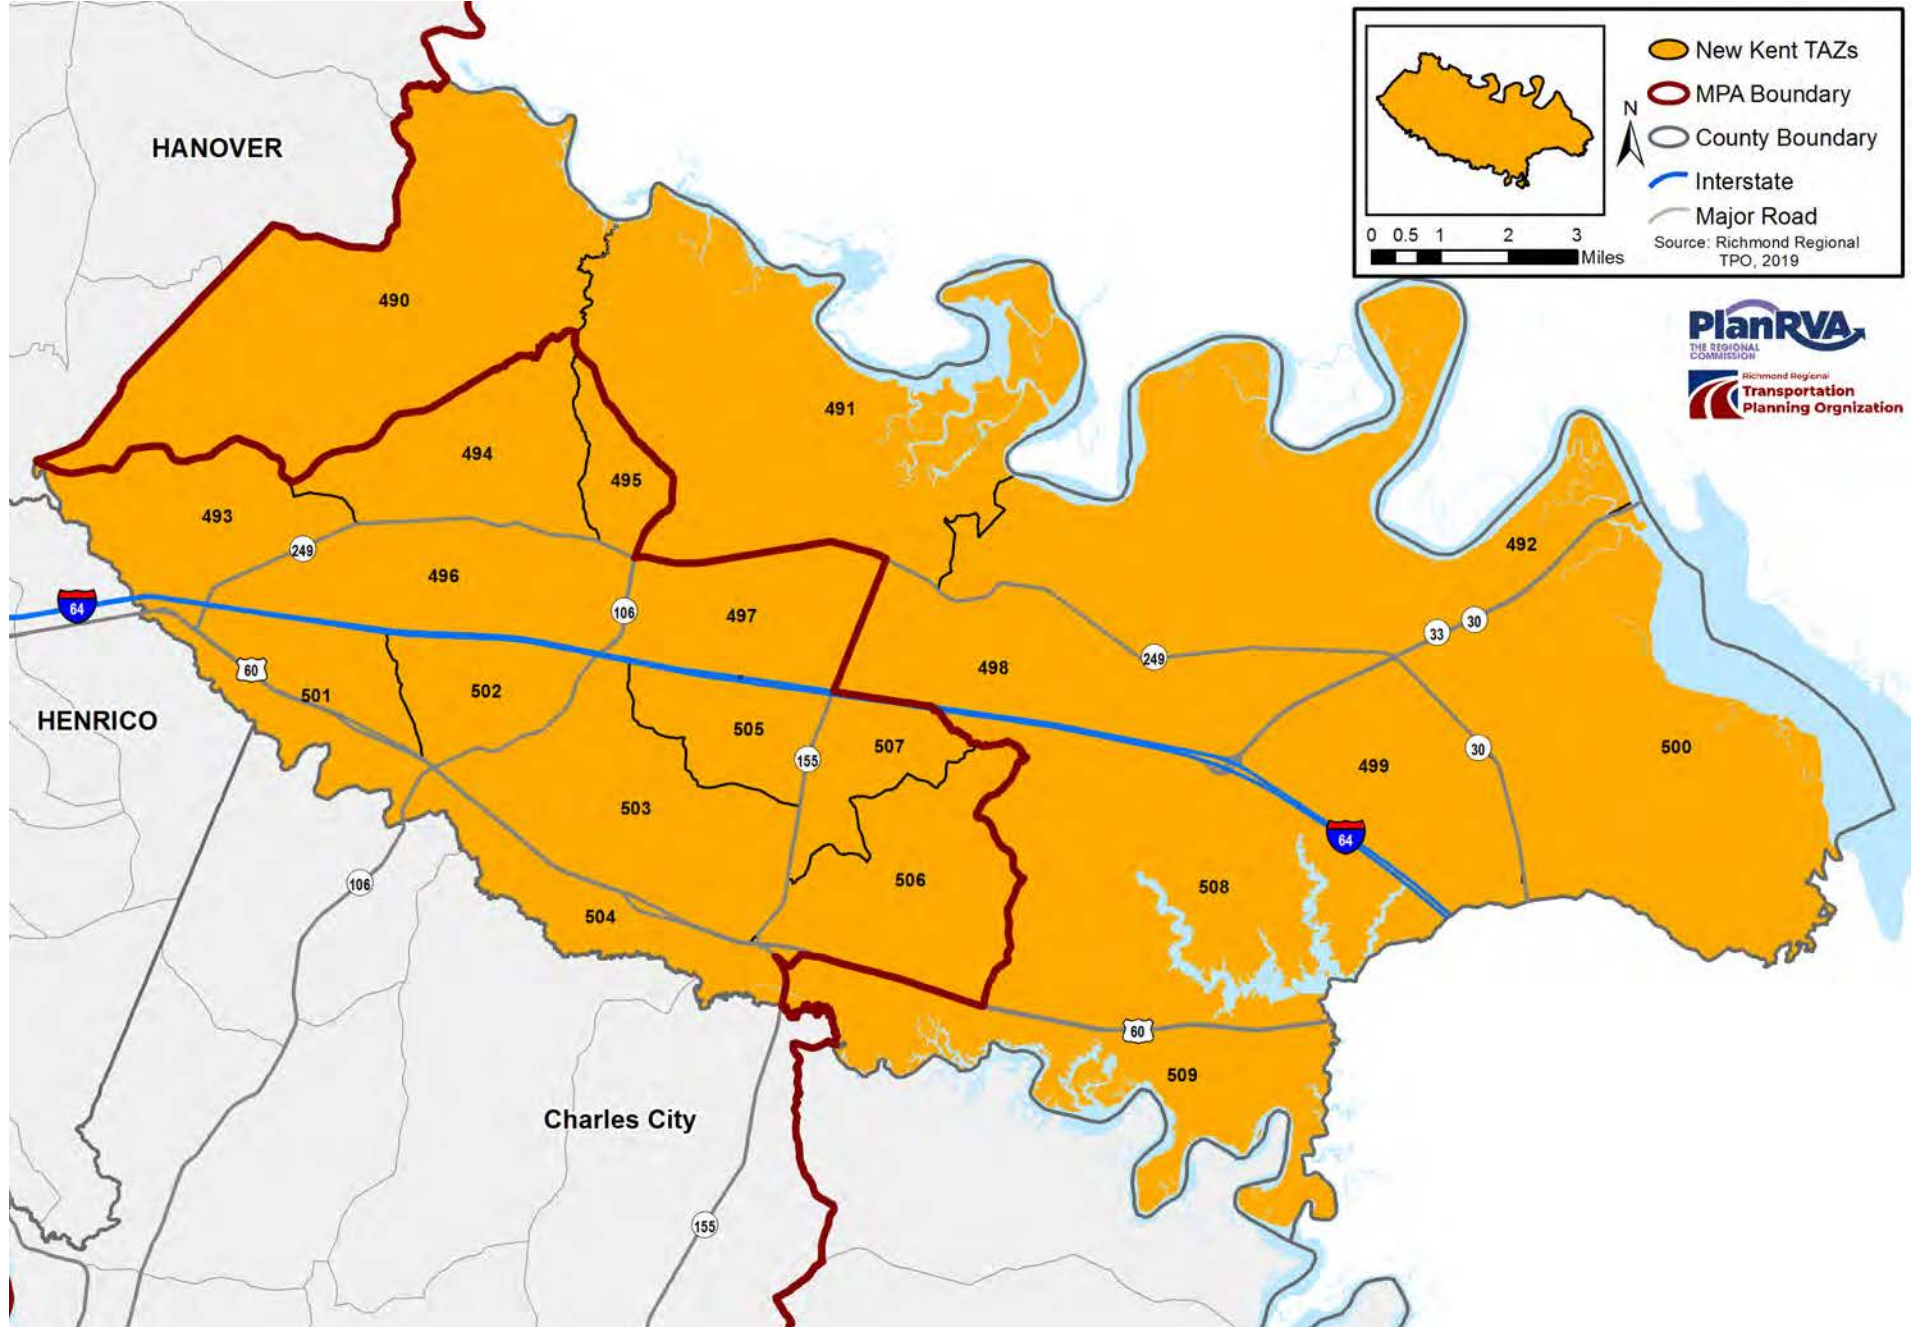 HANOVER
HENRICO
Charles City
New Kent TAZs
MPA Boundary
County Boundary
Interstate
Major Road
Source: Richmond Regional
TPO, 2019
N
0 0.5 1 2 3
Miles
PlanRVA
THE REGIONAL
COMMISSION
Richmond Regional
Transportation
Planning Orgnization
490
491
494
495
493
492
249
496
64
106
497
33
30
249
498
60
501
502
505
507
155
30
500
499
503
64
506
508
106
504
60
509
155